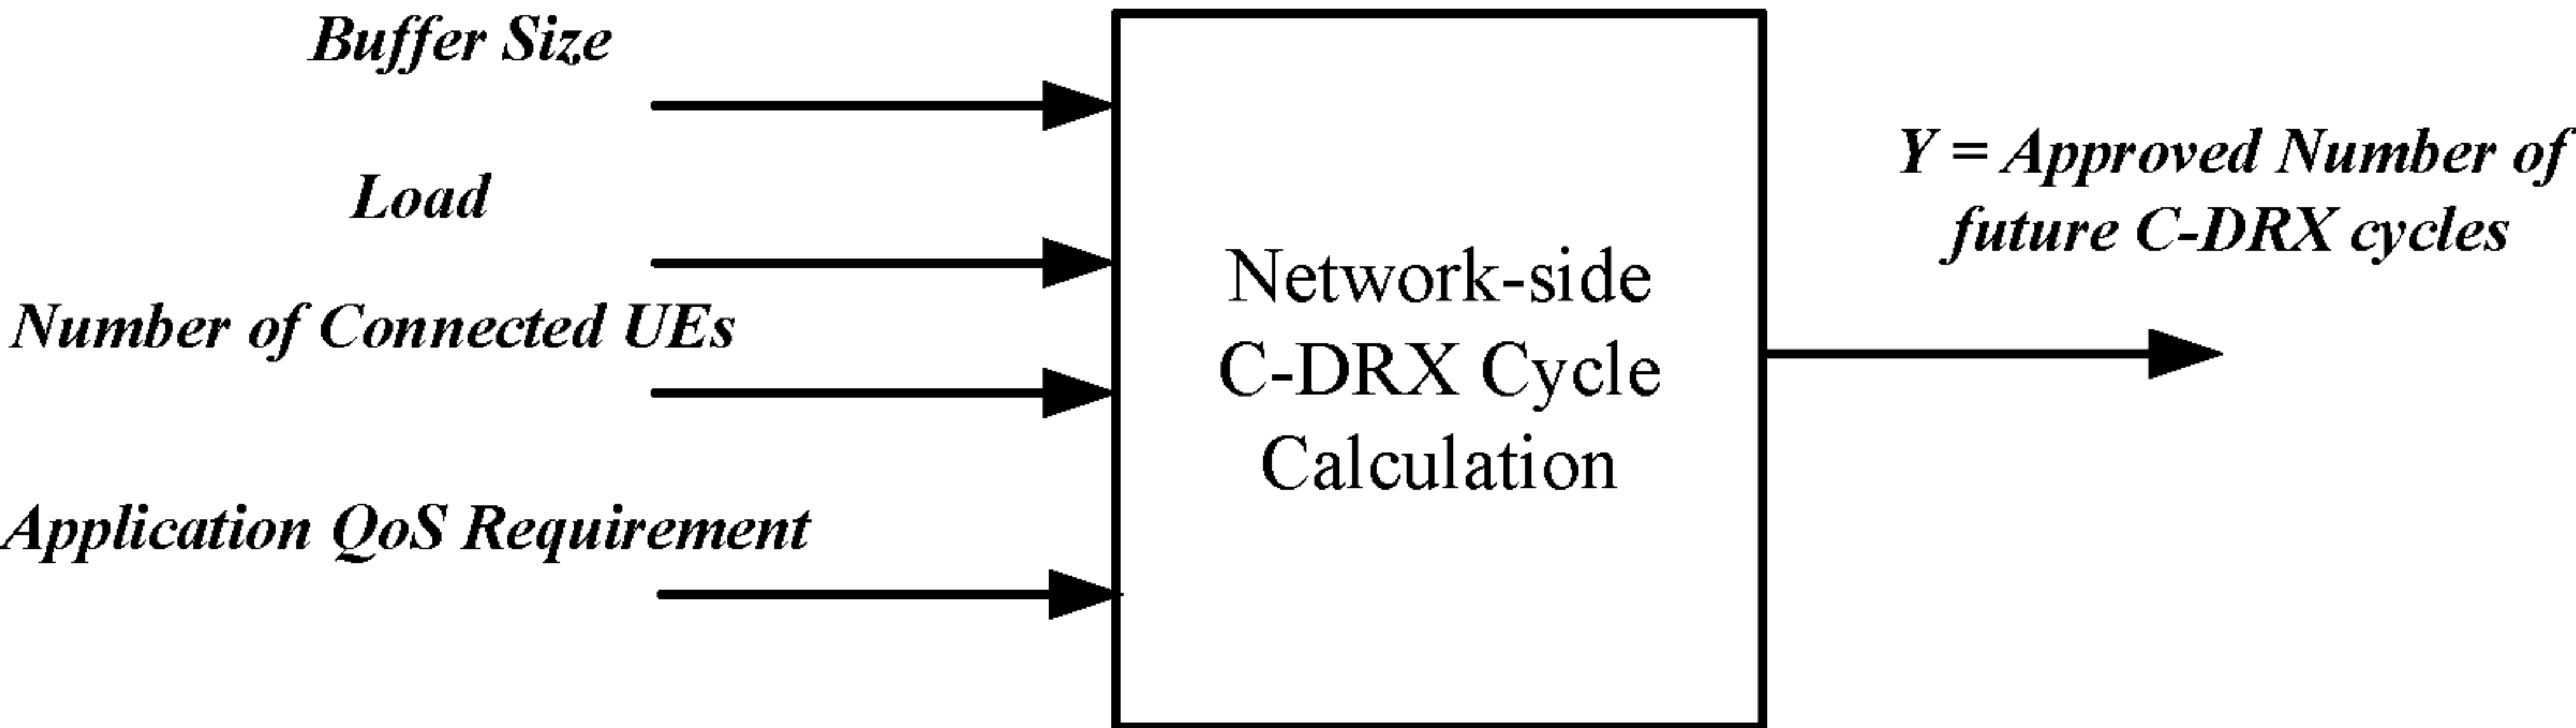 Buffer Size
Load
Number of Connected UEs
Application QoS Requirement
Network-side
C-DRX Cycle
Calculation
Y = Approved Number of
future C-DRX cycles